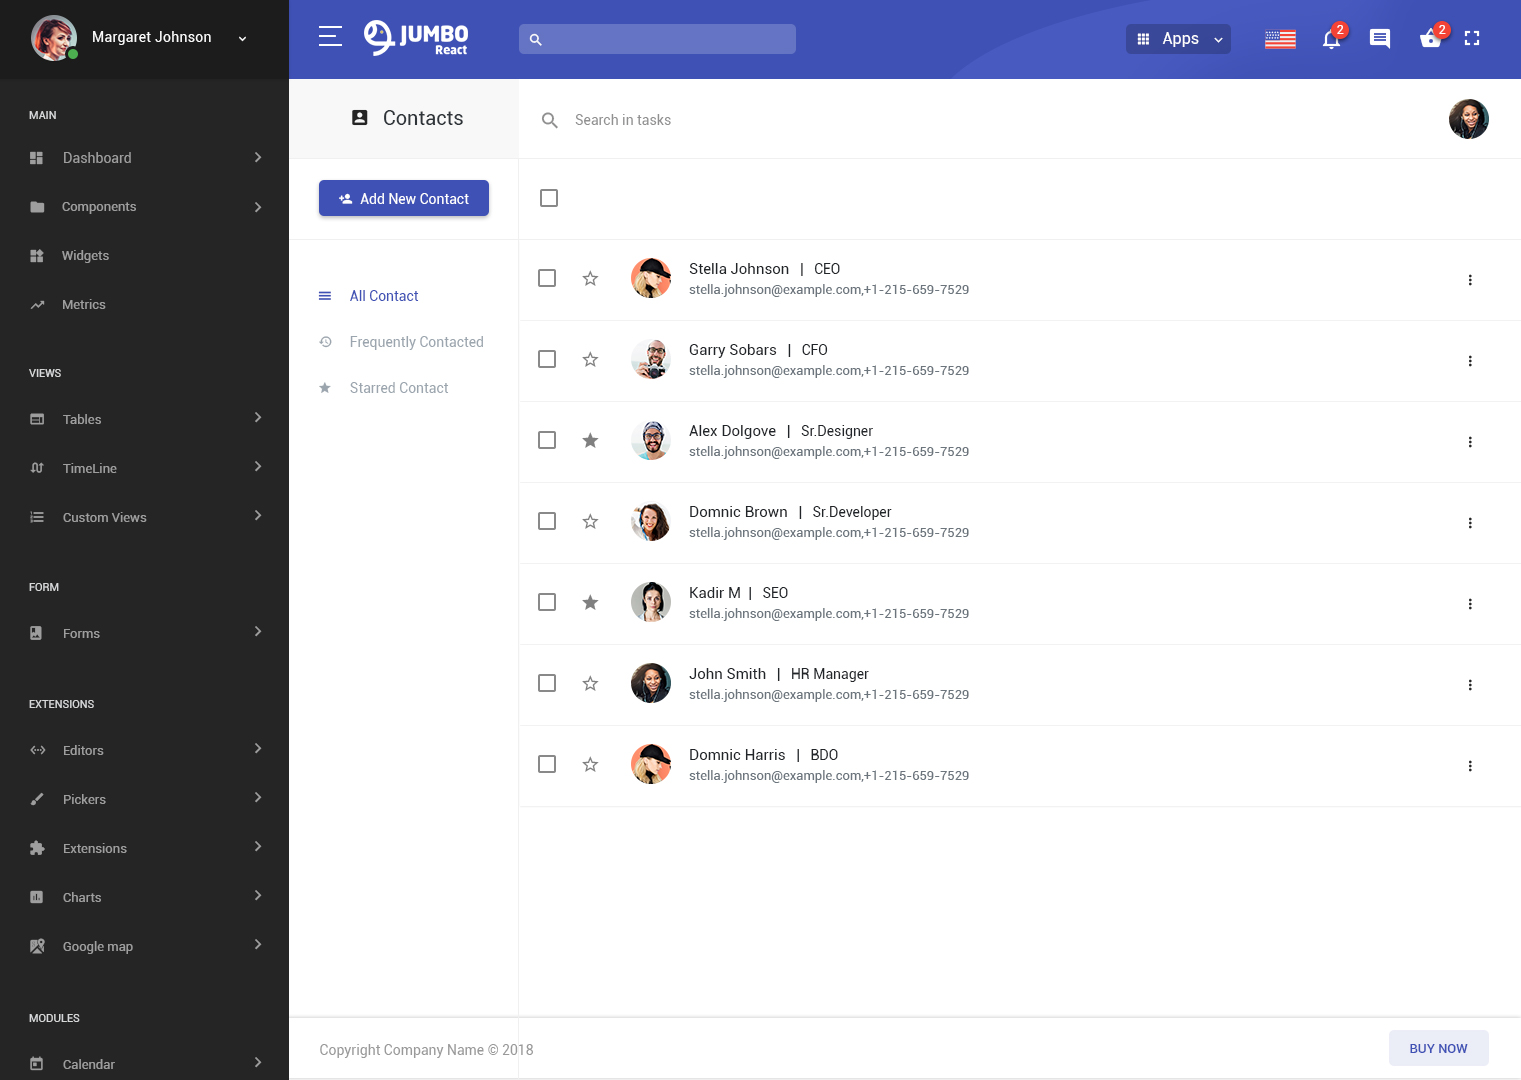 Margaret Johnson
MAIN
Dashboard
Components
Widgets
Metrics
VIEWS
Tables
TimeLine
Custom Views
FORM
Forms
EXTENSIONS
Editors
Pickers
Extensions
Charts
Google map
MODULES
Calendar
JUMBO
React
Apps
2
2
Contacts
Search in tasks
Add New Contact
All Contact
Frequently Contacted
Starred Contact
Stella Johnson | CEO
stella.johnson@example.com,+1-215-659-7529
Garry Sobars | CFO
stella.johnson@example.com,+1-215-659-7529
Alex Dolgove | Sr.Designer
stella.johnson@example.com,+1-215-659-7529
Domnic Brown | Sr.Developer
stella.johnson@example.com,+1-215-659-7529
Kadir M | SEO
stella.johnson@example.com,+1-215-659-7529
John Smith | HR Manager
stella.johnson@example.com,+1-215-659-7529
Domnic Harris | BDO
stella.johnson@example.com,+1-215-659-7529
Copyright Company Name © 2018
BUY NOW